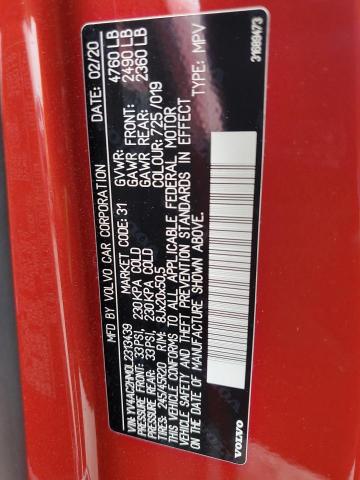 MFD BY VOLVO CAR CORPORATION DATE: 02/20
VIN: YV4AC2HM0L2313439 GVWR: 4760 LB
MARKET CODE: 31 GAWR FRONT: 2490 LB
PRESSURE FRONT: 33PSI, 230KPA COLD GAWR REAR: 2360 LB
PRESSURE REAR: 33PSI, 230KPA COLD COLOUR: 725/019
TIRES: 245/45R20 RIM: 8Jx20x50,5
THIS VEHICLE CONFORMS TO ALL APPLICABLE FEDERAL MOTOR
VEHICLE SAFETY, BUMPER AND THEFT PREVENTION STANDARDS IN EFFECT
ON THE DATE OF MANUFACTURE SHOWN ABOVE.
TYPE: MPV
VOLVO 31689473